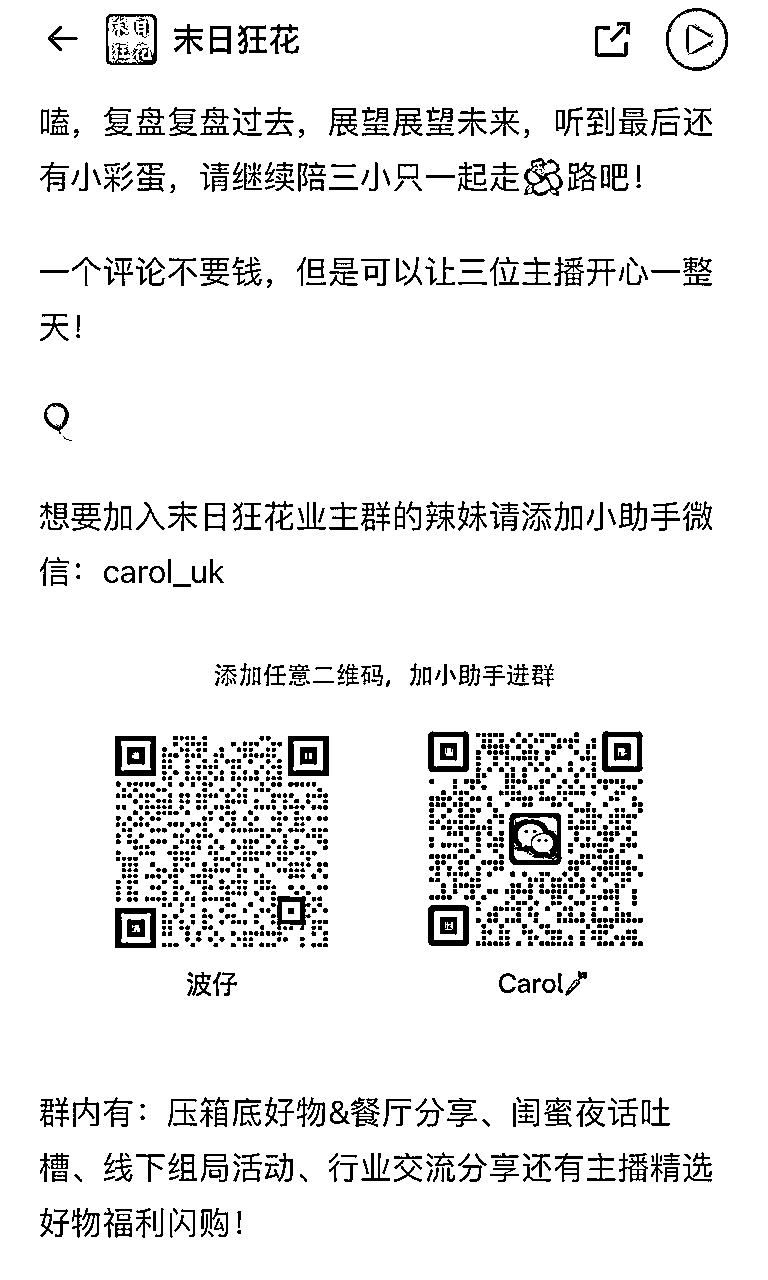 末日狂花
嗑，复盘复盘过去，展望展望未来，听到最后还
有小彩蛋，请继续陪三小只一起走路吧！
一个评论不要钱，但是可以让三位主播开心一整
天！
想要加入末日狂花业主群的辣妹请添加小助手微
信：carol_uk
添加任意二维码，加小助手进群
波仔
Carol
群内有：压箱底好物&餐厅分享、闺蜜夜话吐
槽、线下组局活动、行业交流分享还有主播精选
好物福利闪购！